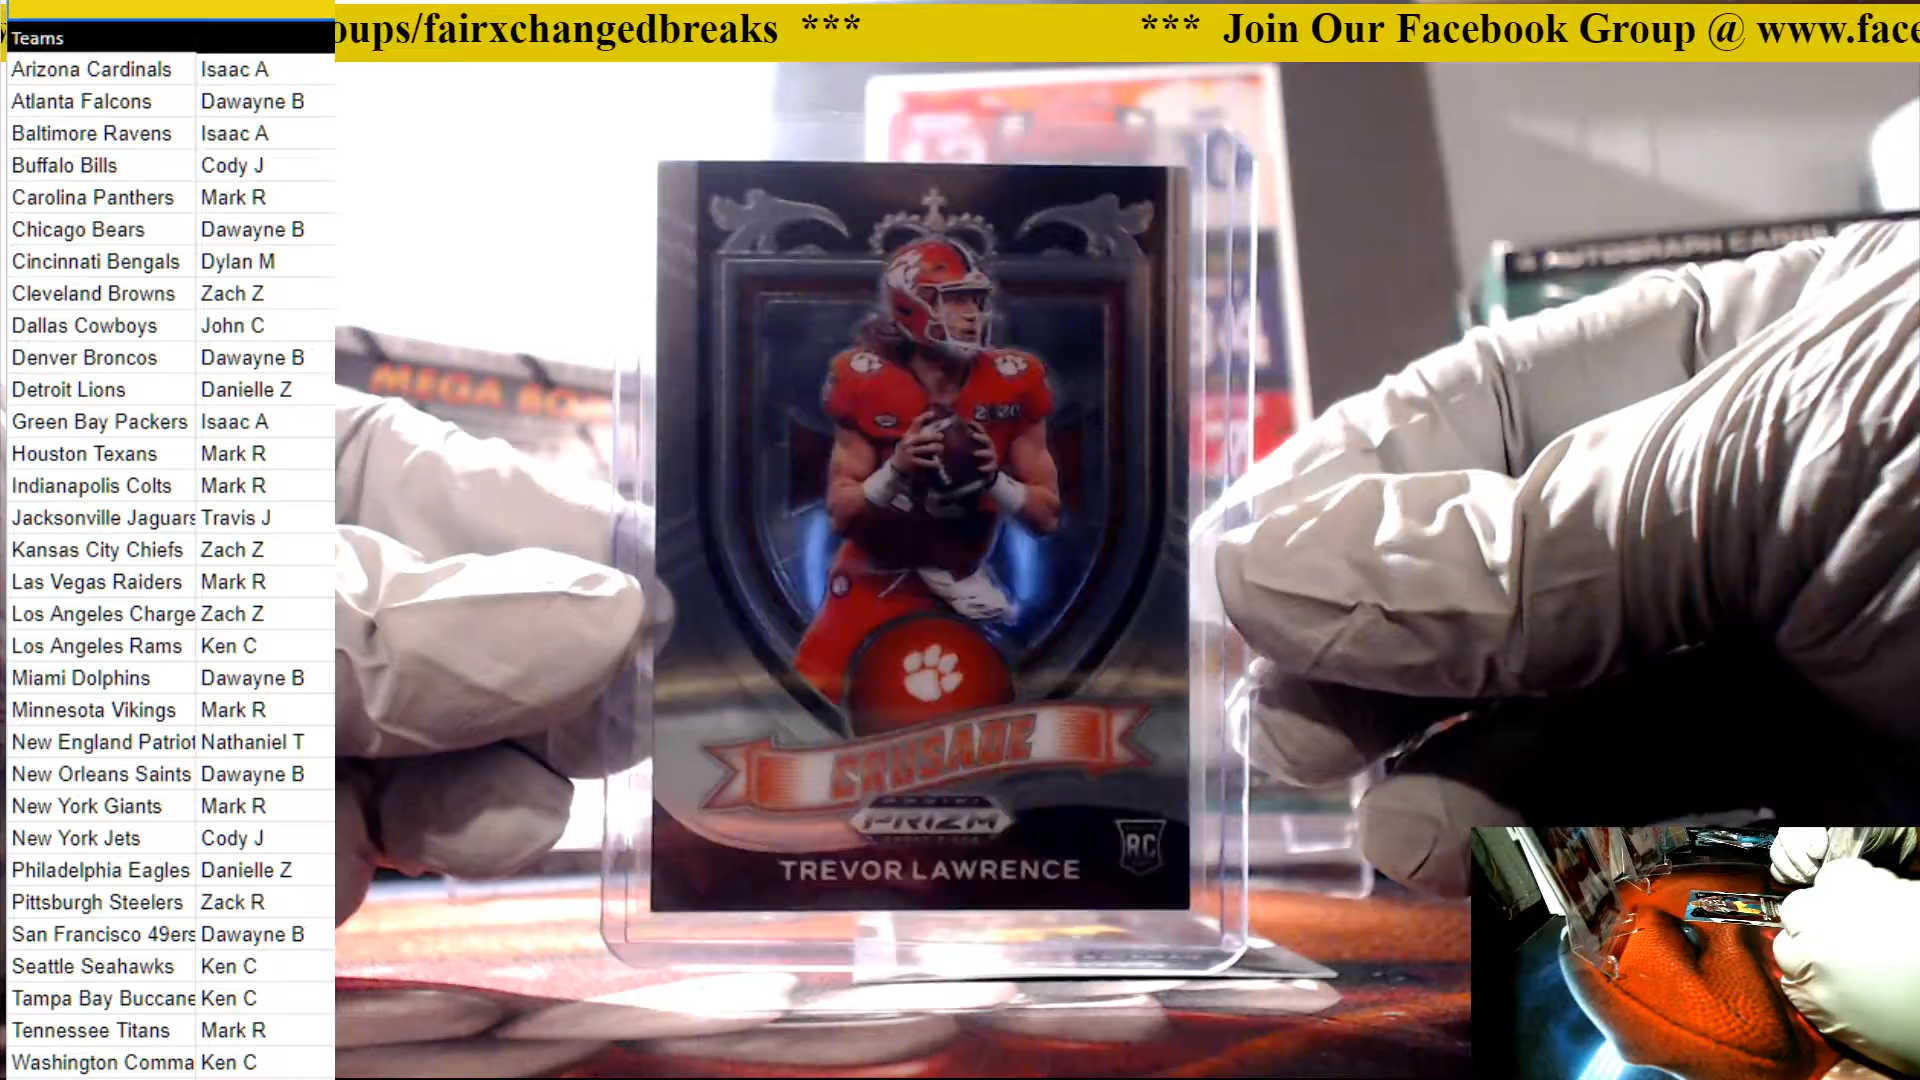 oups/fairxchangedbreaks *** *** Join Our Facebook Group @ www.face
Teams
Arizona Cardinals Isaac A
Atlanta Falcons Dawayne B
Baltimore Ravens Isaac A
Buffalo Bills Cody J
Carolina Panthers Mark R
Chicago Bears Dawayne B
Cincinnati Bengals Dylan M
Cleveland Browns Zach Z
Dallas Cowboys John C
Denver Broncos Dawayne B
Detroit Lions Danielle Z
Green Bay Packers Isaac A
Houston Texans Mark R
Indianapolis Colts Mark R
Jacksonville Jaguars Travis J
Kansas City Chiefs Zach Z
Las Vegas Raiders Mark R
Los Angeles Charge Zach Z
Los Angeles Rams Ken C
Miami Dolphins Dawayne B
Minnesota Vikings Mark R
New England Patriot Nathaniel T
New Orleans Saints Dawayne B
New York Giants Mark R
New York Jets Cody J
Philadelphia Eagles Danielle Z
Pittsburgh Steelers Zack R
San Francisco 49ers Dawayne B
Seattle Seahawks Ken C
Tampa Bay Buccane Ken C
Tennessee Titans Mark R
Washington Comma Ken C
AUTOGRAPH CARDS
MEGA BO
2020
CRUSADE
PANINI
PRIZM
TREVOR LAWRENCE
RC